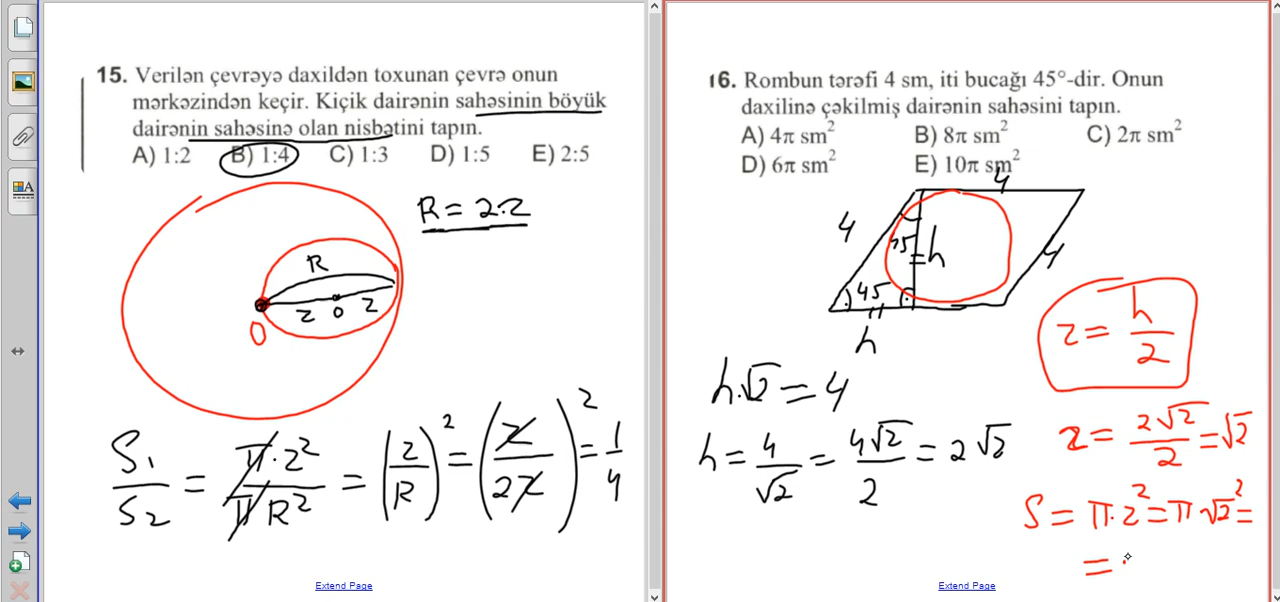 15. Verilən çevrəyə daxildən toxunan çevrə onun
mərkəzindən keçir. Kiçik dairənin sahəsinin böyük
dairənin sahəsinə olan nisbətini tapın.
A) 1:2 B) 1:4 C) 1:3 D) 1:5 E) 2:5
R = 2·r
R
r o r
O
S₁/S₂ = π·r²/πR² = (r/R)² = (r/2r)² = 1/4
Extend Page
16. Rombun tərəfi 4 sm, iti bucağı 45°-dir. Onun
daxilinə çəkilmiş dairənin sahəsini tapın.
A) 4π sm² B) 8π sm² C) 2π sm²
D) 6π sm² E) 10π sm²
4
4
45 h
4
45
h
r = h/2
h·√2 = 4
h = 4/√2 = 4√2/2 = 2√2
r = 2√2/2 = √2
S = π·r² = π·√2² =
=
Extend Page